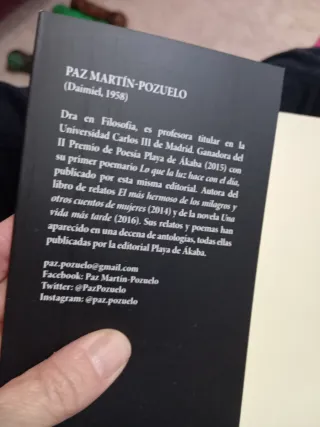 PAZ MARTÍN-POZUELO
(Daimiel, 1958)
Dra en Filosofía, es profesora titular en la
Universidad Carlos III de Madrid. Ganadora del
II Premio de Poesía Playa de Ákaba (2015) con
su primer poemario Lo que la luz hace con el día,
publicado por esta misma editorial. Autora del
libro de relatos El más hermoso de los milagros y
otros cuentos de mujeres (2014) y de la novela Una
vida más tarde (2016). Sus relatos y poemas han
aparecido en una decena de antologías, todas ellas
publicadas por la editorial Playa de Ákaba.
paz.pozuelo@gmail.com
Facebook: Paz Martín-Pozuelo
Twitter: @PazPozuelo
Instagram: @paz.pozuelo